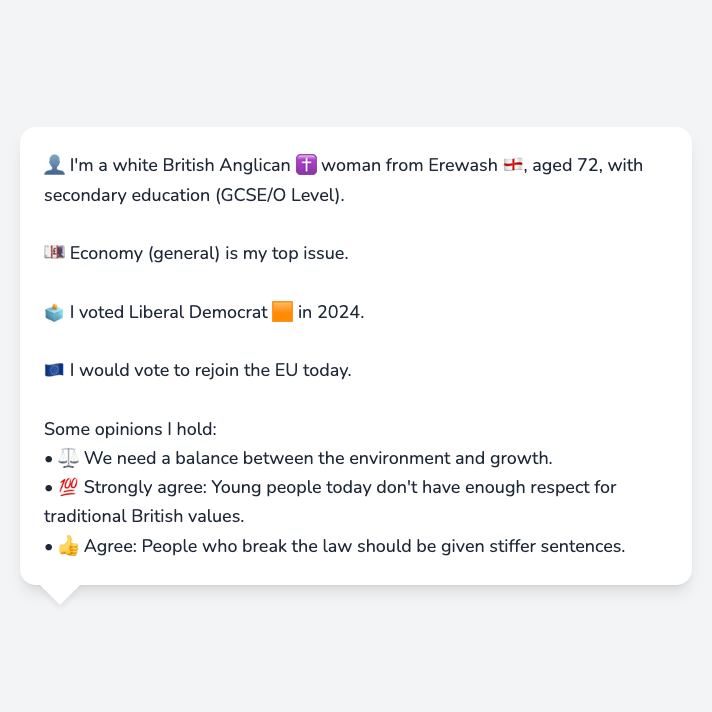 👤 I'm a white British Anglican ✝️ woman from Erewash 🏴󠁧󠁢󠁥󠁮󠁧󠁿, aged 72, with
secondary education (GCSE/O Level).
💷 Economy (general) is my top issue.
🗳️ I voted Liberal Democrat 🟧 in 2024.
🇪🇺 I would vote to rejoin the EU today.
Some opinions I hold:
• ⚖️ We need a balance between the environment and growth.
• 💯 Strongly agree: Young people today don't have enough respect for
traditional British values.
• 👍 Agree: People who break the law should be given stiffer sentences.